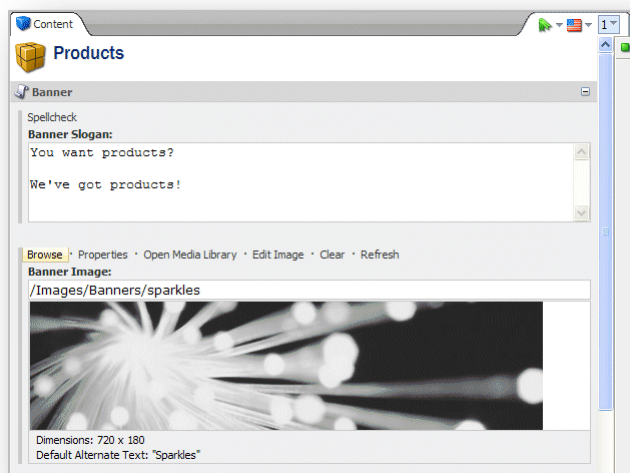 Content
1
Products
Banner
Spellcheck
Banner Slogan:
You want products?
We've got products!
Browse · Properties · Open Media Library · Edit Image · Clear · Refresh
Banner Image:
/Images/Banners/sparkles
Dimensions: 720 x 180
Default Alternate Text: "Sparkles"